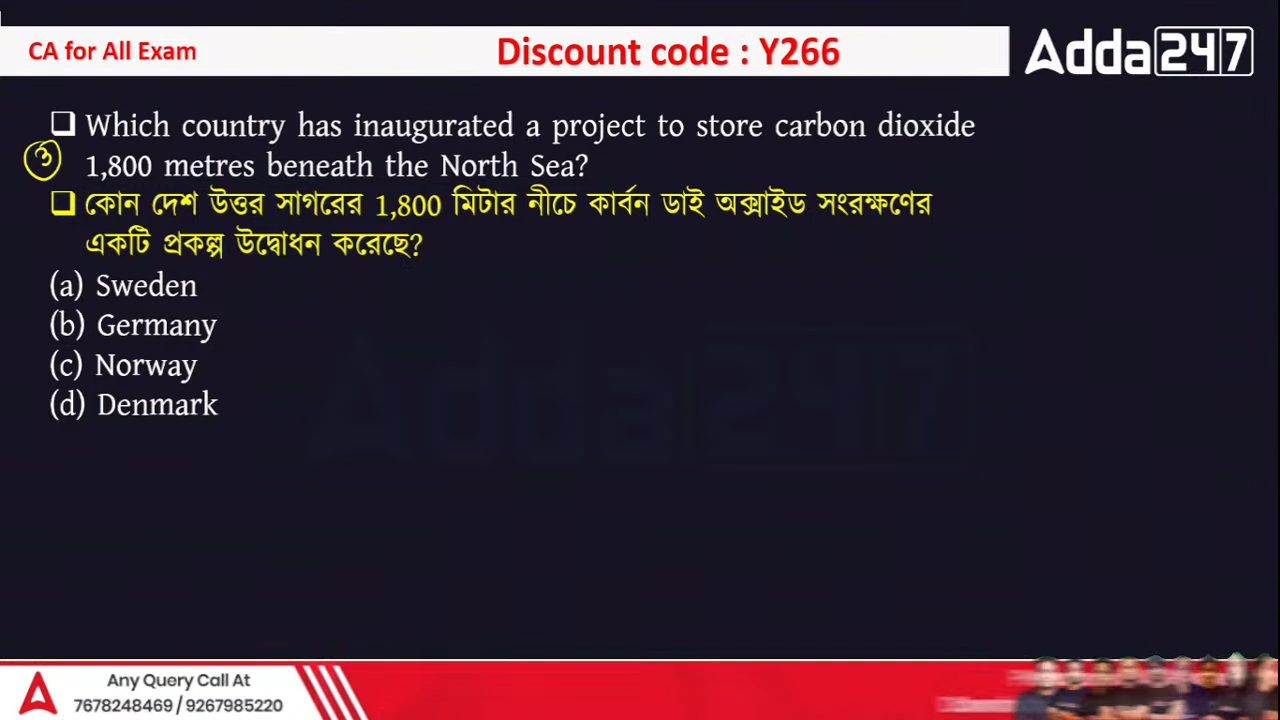 CA for All Exam
Discount code : Y266
Adda247
Which country has inaugurated a project to store carbon dioxide
৩
1,800 metres beneath the North Sea?
কোন দেশ উত্তর সাগরের 1,800 মিটার নীচে কার্বন ডাই অক্সাইড সংরক্ষণের
একটি প্রকল্প উদ্বোধন করেছে?
(a) Sweden
(b) Germany
(c) Norway
(d) Denmark
Adda247
Any Query Call At
7678248469 / 9267985220